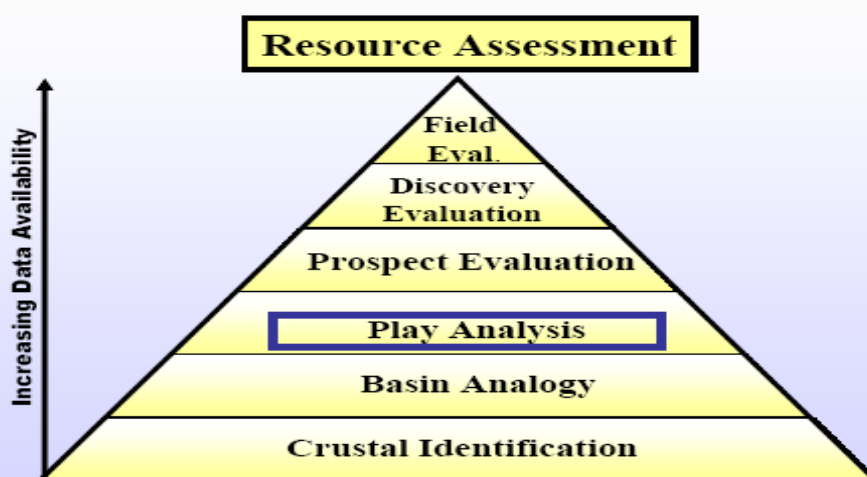 Resource Assessment
Increasing Data Availability
Field
Eval.
Discovery
Evaluation
Prospect Evaluation
Play Analysis
Basin Analogy
Crustal Identification